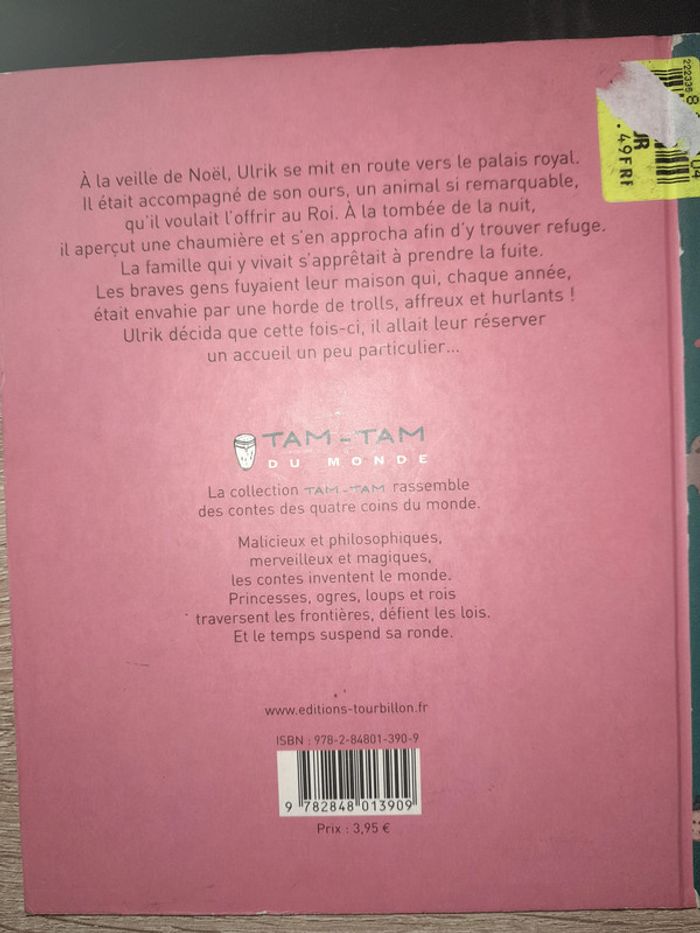 À la veille de Noël, Ulrik se mit en route vers le palais royal.
Il était accompagné de son ours, un animal si remarquable,
qu'il voulait l'offrir au Roi. À la tombée de la nuit,
il aperçut une chaumière et s'en approcha afin d'y trouver refuge.
La famille qui y vivait s'apprêtait à prendre la fuite.
Les braves gens fuyaient leur maison qui, chaque année,
était envahie par une horde de trolls, affreux et hurlants !
Ulrik décida que cette fois-ci, il allait leur réserver
un accueil un peu particulier...
TAM-TAM
DU MONDE
La collection TAM-TAM rassemble
des contes des quatre coins du monde.
Malicieux et philosophiques,
merveilleux et magiques,
les contes inventent le monde.
Princesses, ogres, loups et rois
traversent les frontières, défient les lois.
Et le temps suspend sa ronde.
www.editions-tourbillon.fr
ISBN : 978-2-84801-390-9
9 782848 013909
Prix : 3,95 €
222335
8
04
.49FRF